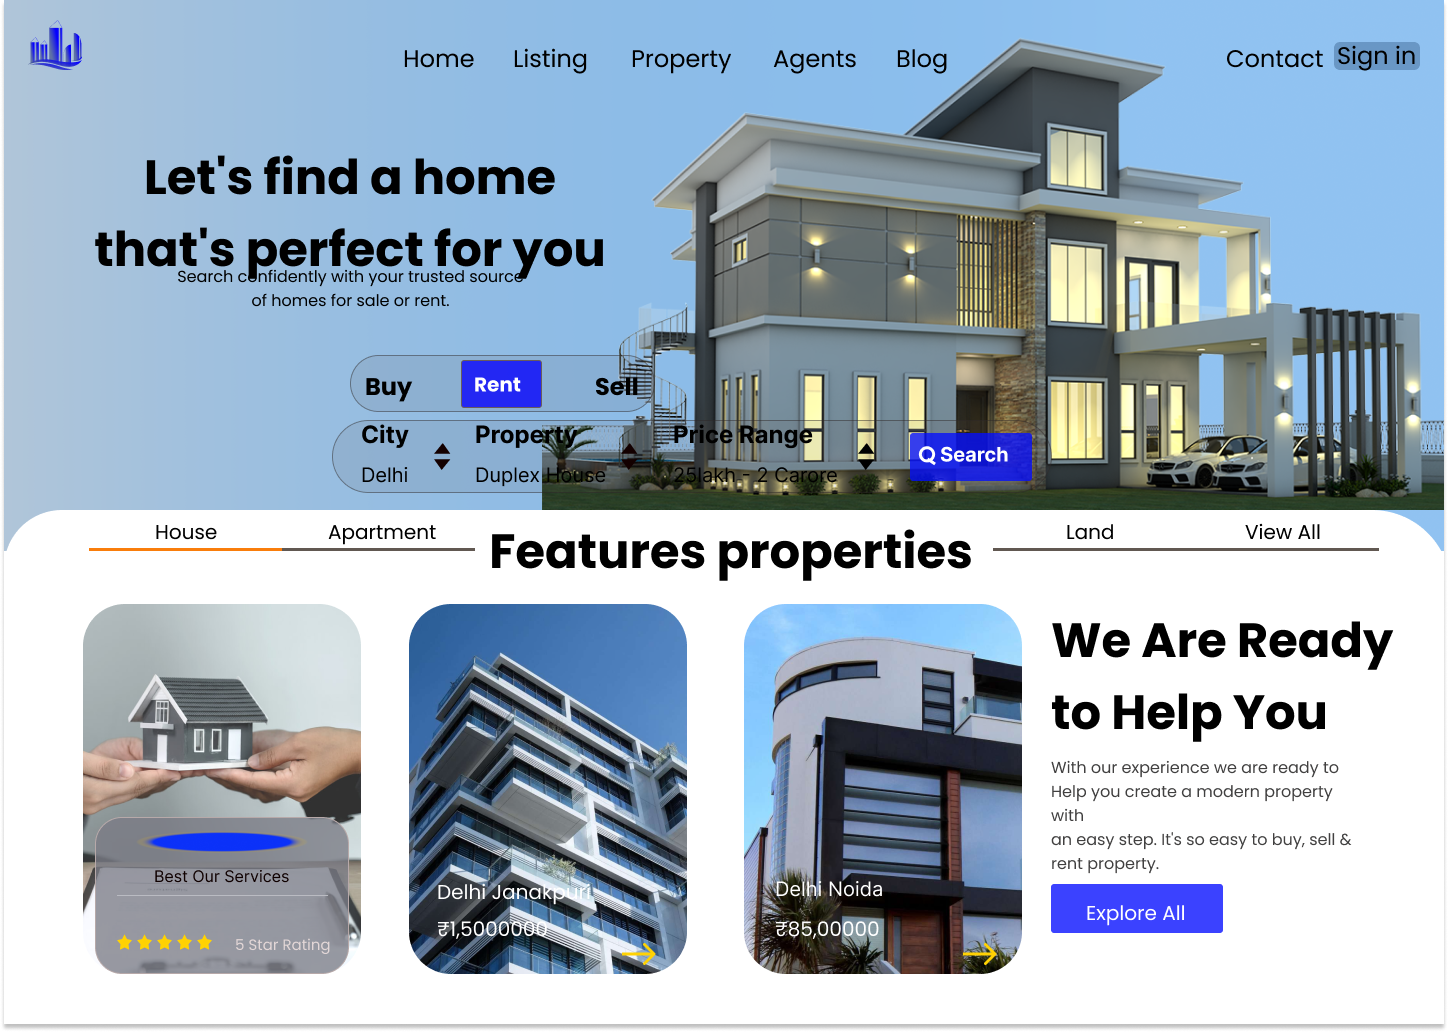 Home Listing Property Agents Blog Contact Sign in
Let's find a home
that's perfect for you
Search confidently with your trusted source
of homes for sale or rent.
Buy Rent Sell
City Property Price Range
Delhi Duplex House 25lakh - 2 Carore
Search
House Apartment Features properties Land View All
Best Our Services
5 Star Rating
Delhi Janakpuri
₹1,5000000
Delhi Noida
₹85,00000
We Are Ready
to Help You
With our experience we are ready to
Help you create a modern property
with
an easy step. It's so easy to buy, sell &
rent property.
Explore All